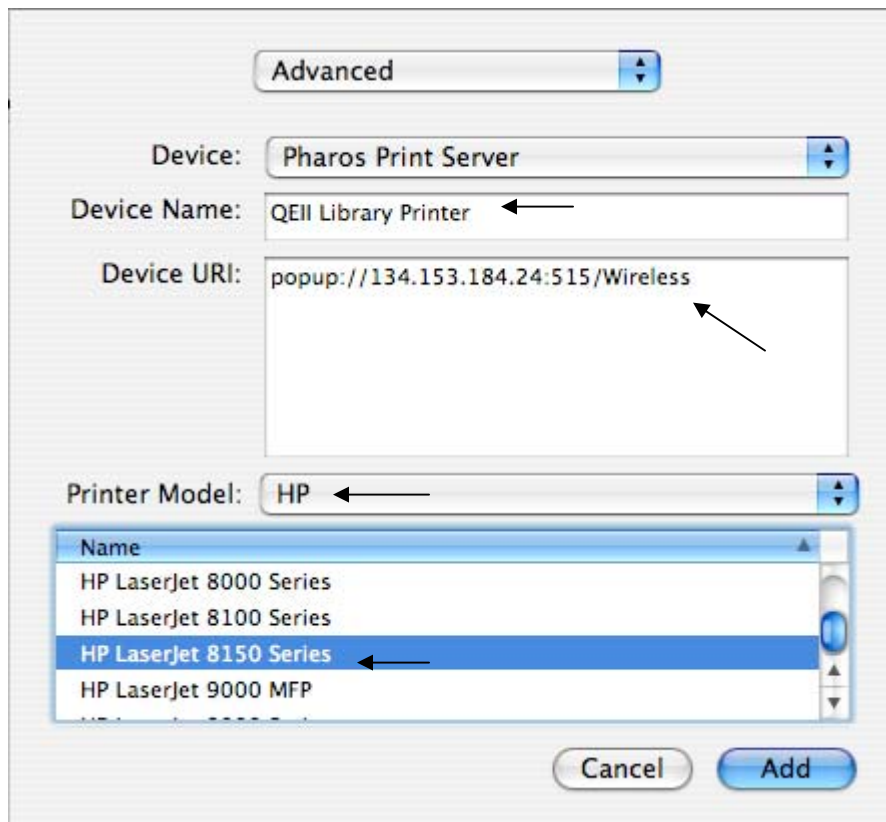 Advanced
Device: Pharos Print Server
Device Name: QEII Library Printer
Device URI: popup://134.153.184.24:515/Wireless
Printer Model: HP
Name
HP LaserJet 8000 Series
HP LaserJet 8100 Series
HP LaserJet 8150 Series
HP LaserJet 9000 MFP
Cancel Add